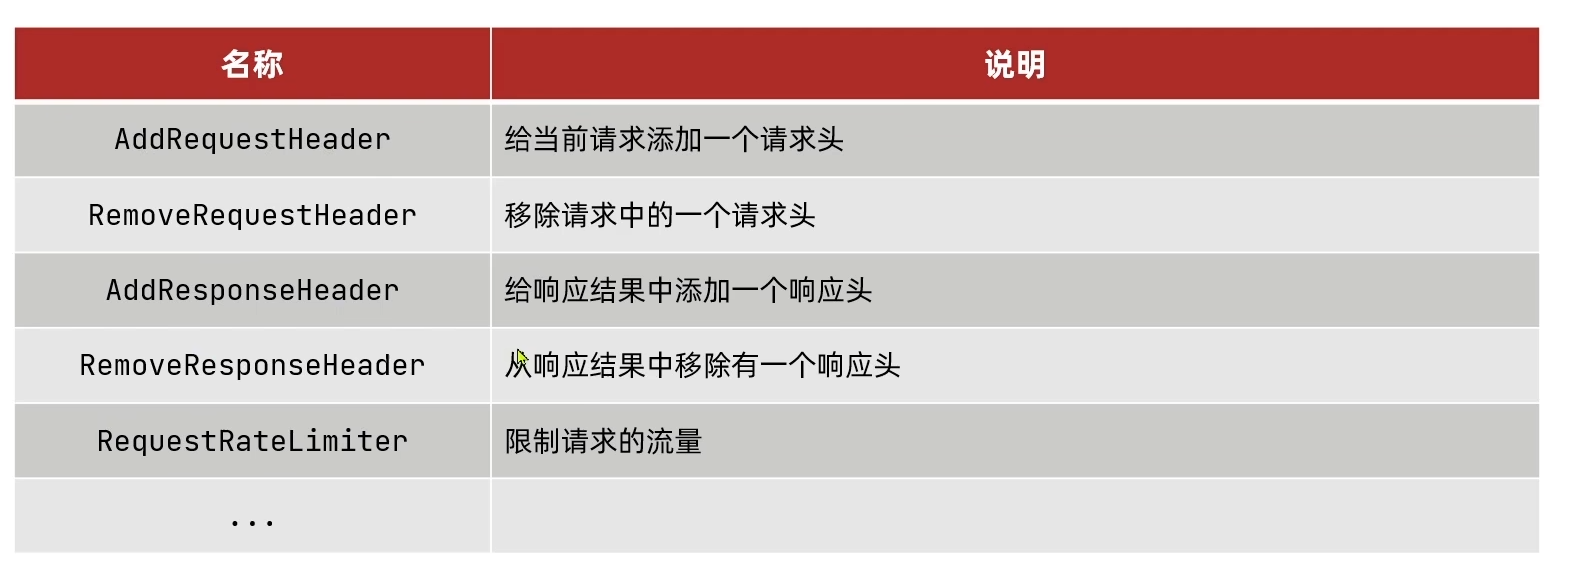 名称 说明
AddRequestHeader 给当前请求添加一个请求头
RemoveRequestHeader 移除请求中的一个请求头
AddResponseHeader 给响应结果中添加一个响应头
RemoveResponseHeader 从响应结果中移除有一个响应头
RequestRateLimiter 限制请求的流量
...